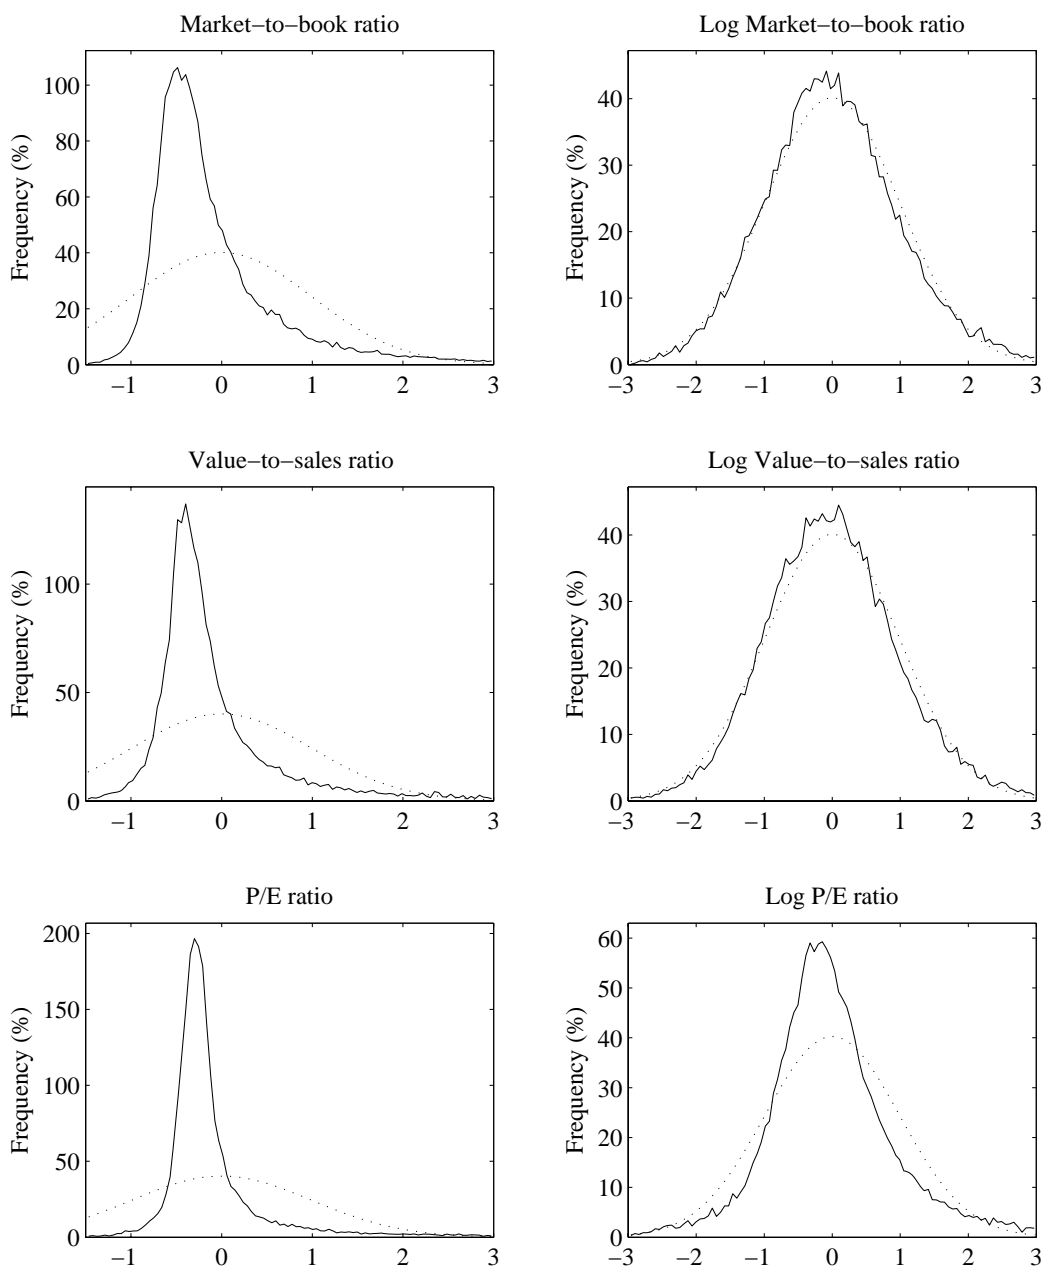 Market−to−book ratio
Frequency (%)
100
80
60
40
20
0
−1 0 1 2 3
Log Market−to−book ratio
Frequency (%)
40
30
20
10
0
−3 −2 −1 0 1 2 3
Value−to−sales ratio
Frequency (%)
100
50
0
−1 0 1 2 3
Log Value−to−sales ratio
Frequency (%)
40
30
20
10
0
−3 −2 −1 0 1 2 3
P/E ratio
Frequency (%)
200
150
100
50
0
−1 0 1 2 3
Log P/E ratio
Frequency (%)
60
50
40
30
20
10
0
−3 −2 −1 0 1 2 3